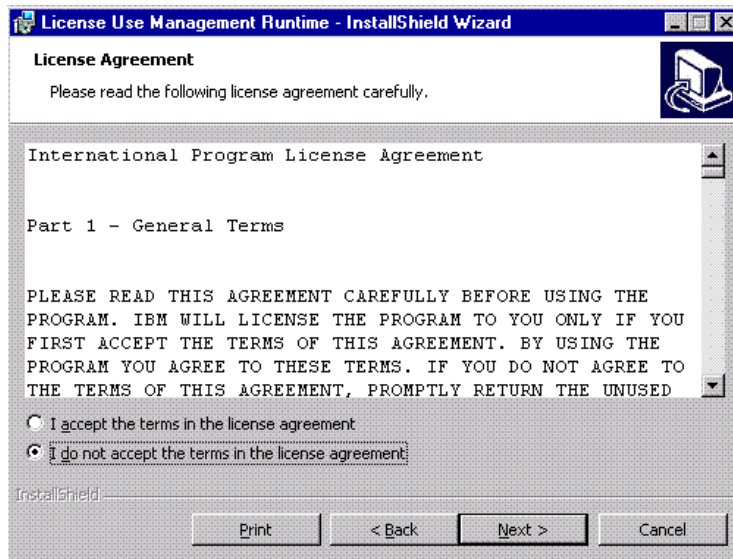 License Use Management Runtime - InstallShield Wizard
License Agreement
Please read the following license agreement carefully.
International Program License Agreement
Part 1 - General Terms
PLEASE READ THIS AGREEMENT CAREFULLY BEFORE USING THE
PROGRAM. IBM WILL LICENSE THE PROGRAM TO YOU ONLY IF YOU
FIRST ACCEPT THE TERMS OF THIS AGREEMENT. BY USING THE
PROGRAM YOU AGREE TO THESE TERMS. IF YOU DO NOT AGREE TO
THE TERMS OF THIS AGREEMENT, PROMPTLY RETURN THE UNUSED
I accept the terms in the license agreement
I do not accept the terms in the license agreement
InstallShield
Print
< Back
Next >
Cancel